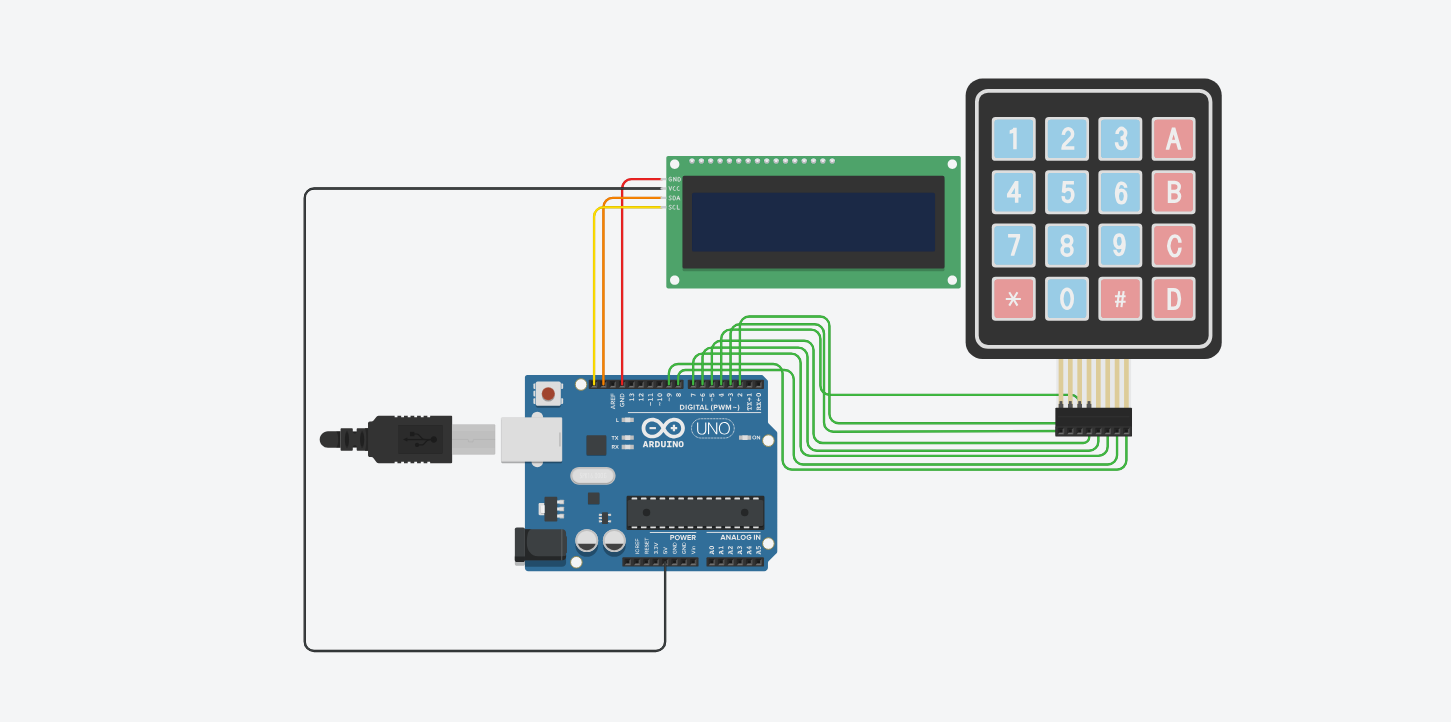 1 2 3 A
4 5 6 B
7 8 9 C
* 0 # D
GND
VCC
SDA
SCL
AREF
GND
13
12
~11
~10
~9
8
7
~6
~5
4
~3
2
TX→1
RX←0
DIGITAL (PWM~)
L
TX
RX
ARDUINO
UNO
ON
POWER
ANALOG IN
IOREF
RESET
3.3V
5V
GND
GND
Vin
A0
A1
A2
A3
A4
A5